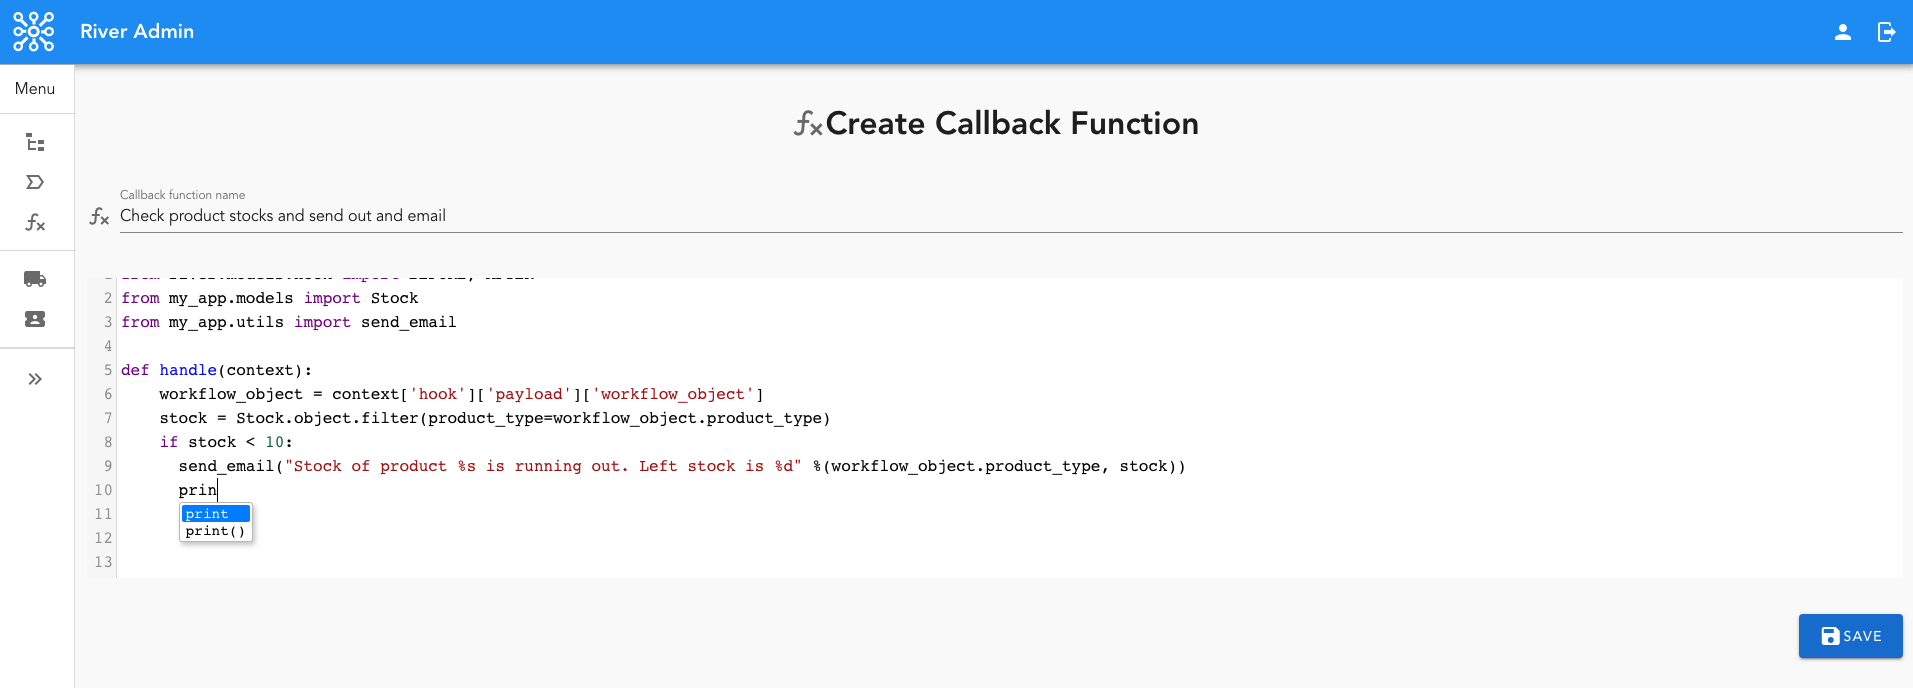 River Admin
Menu
Create Callback Function
Callback function name
Check product stocks and send out and email
2 from my_app.models import Stock
3 from my_app.utils import send_email
4
5 def handle(context):
6 workflow_object = context['hook']['payload']['workflow_object']
7 stock = Stock.object.filter(product_type=workflow_object.product_type)
8 if stock < 10:
9 send_email("Stock of product %s is running out. Left stock is %d" %(workflow_object.product_type, stock))
10 prin
11 print
print()
12
13
SAVE